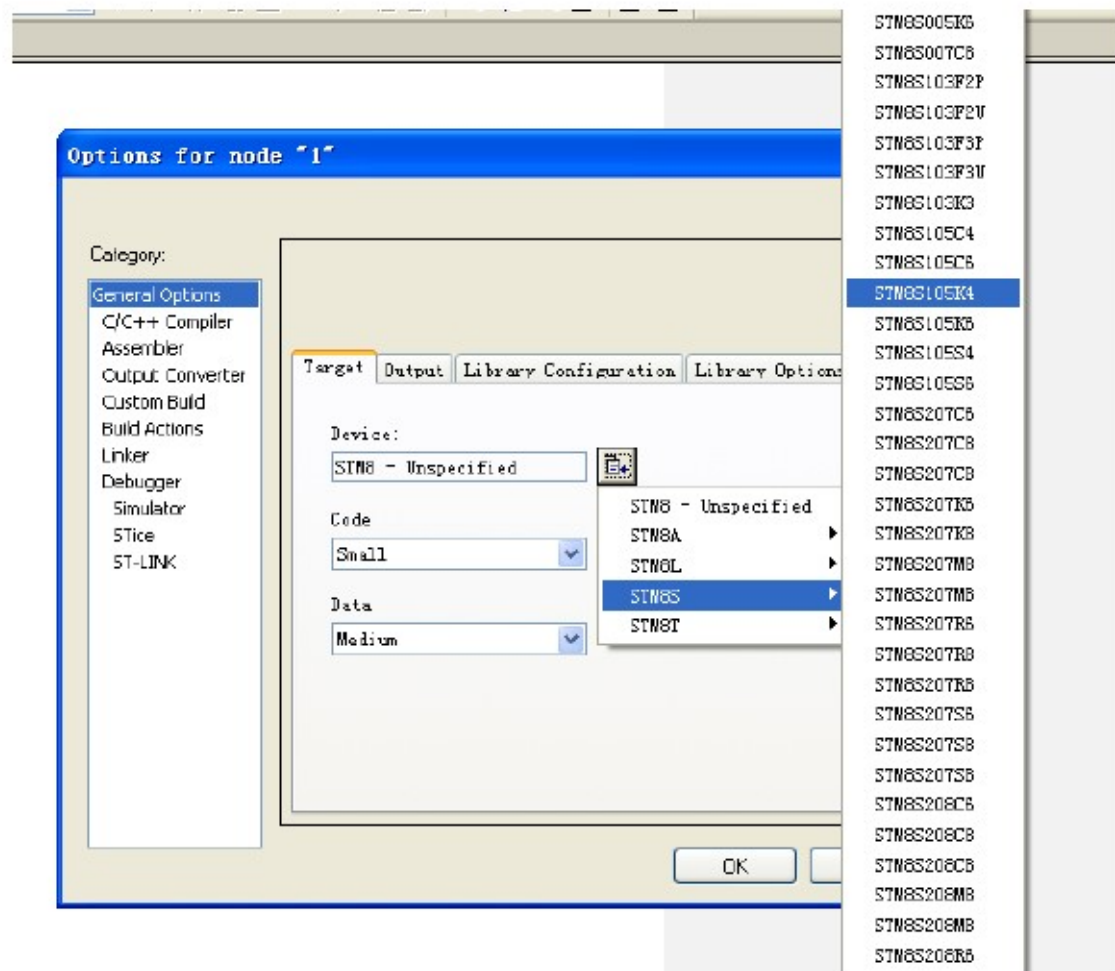 Options for node "1"
Category:
General Options
C/C++ Compiler
Assembler
Output Converter
Custom Build
Build Actions
Linker
Debugger
Simulator
STice
ST-LINK
Target
Output
Library Configuration
Library Options
Device:
STM8 - Unspecified
Code
Small
Data
Medium
STM8 - Unspecified
STM8A
STM8L
STM8S
STM8T
OK
STM8S005K6
STM8S007C8
STM8S103F2P
STM8S103F2U
STM8S103F3P
STM8S103F3U
STM8S103K3
STM8S105C4
STM8S105C6
STM8S105K4
STM8S105K6
STM8S105S4
STM8S105S6
STM8S207C6
STM8S207C8
STM8S207CB
STM8S207K6
STM8S207K8
STM8S207M8
STM8S207MB
STM8S207R6
STM8S207R8
STM8S207RB
STM8S207S6
STM8S207S8
STM8S207SB
STM8S208C6
STM8S208C8
STM8S208CB
STM8S208M8
STM8S208MB
STM8S208R6